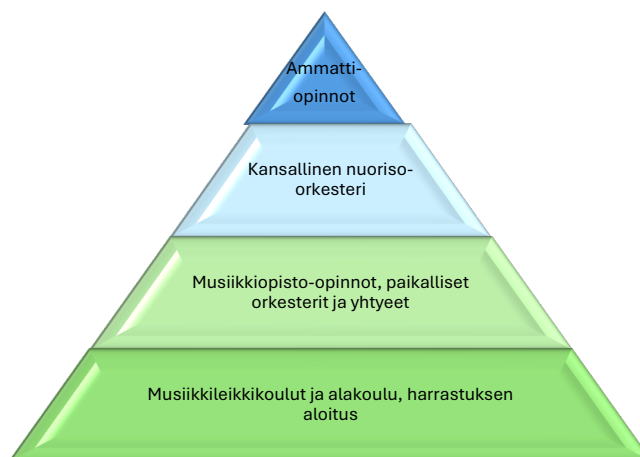 Ammatti-
opinnot
Kansallinen nuoriso-
orkesteri
Musiikkiopisto-opinnot, paikalliset
orkesterit ja yhtyeet
Musiikkileikkikoulut ja alakoulu, harrastuksen
aloitus